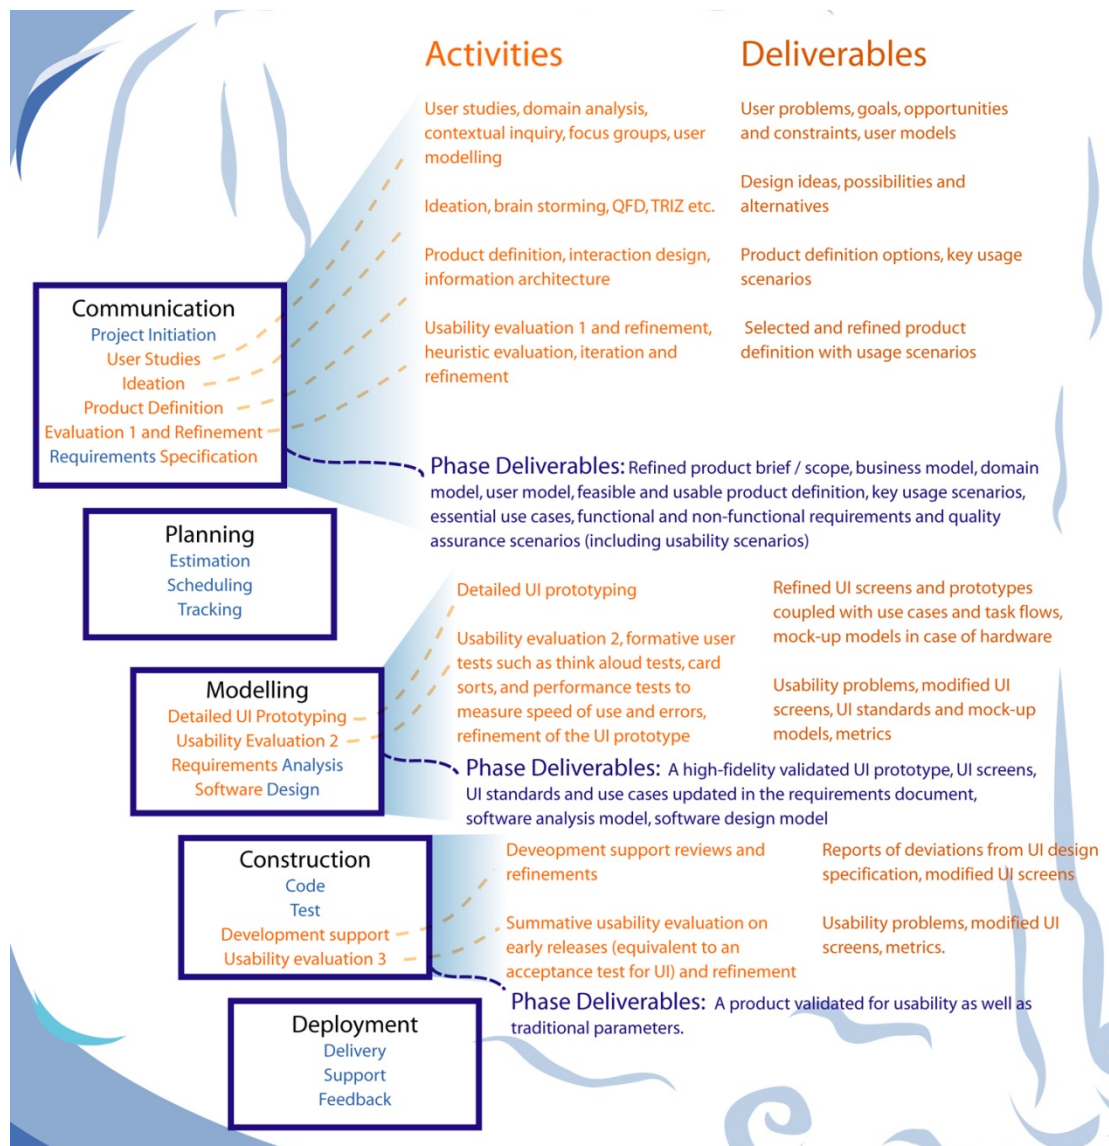 Activities
Deliverables
User studies, domain analysis,
contextual inquiry, focus groups, user
modelling
User problems, goals, opportunities
and constraints, user models
Ideation, brain storming, QFD, TRIZ etc.
Design ideas, possibilities and
alternatives
Product definition, interaction design,
information architecture
Product definition options, key usage
scenarios
Usability evaluation 1 and refinement,
heuristic evaluation, iteration and
refinement
Selected and refined product
definition with usage scenarios
Communication
Project Initiation
User Studies
Ideation
Product Definition
Evaluation 1 and Refinement
Requirements Specification
Phase Deliverables: Refined product brief / scope, business model, domain
model, user model, feasible and usable product definition, key usage scenarios,
essential use cases, functional and non-functional requirements and quality
assurance scenarios (including usability scenarios)
Planning
Estimation
Scheduling
Tracking
Detailed UI prototyping
Refined UI screens and prototypes
coupled with use cases and task flows,
mock-up models in case of hardware
Usability evaluation 2, formative user
tests such as think aloud tests, card
sorts, and performance tests to
measure speed of use and errors,
refinement of the UI prototype
Usability problems, modified UI
screens, UI standards and mock-up
models, metrics
Modelling
Detailed UI Prototyping
Usability Evaluation 2
Requirements Analysis
Software Design
Phase Deliverables: A high-fidelity validated UI prototype, UI screens,
UI standards and use cases updated in the requirements document,
software analysis model, software design model
Construction
Code
Test
Development support
Usability evaluation 3
Deveopment support reviews and
refinements
Reports of deviations from UI design
specification, modified UI screens
Summative usability evaluation on
early releases (equivalent to an
acceptance test for UI) and refinement
Usability problems, modified UI
screens, metrics.
Phase Deliverables: A product validated for usability as well as
traditional parameters.
Deployment
Delivery
Support
Feedback